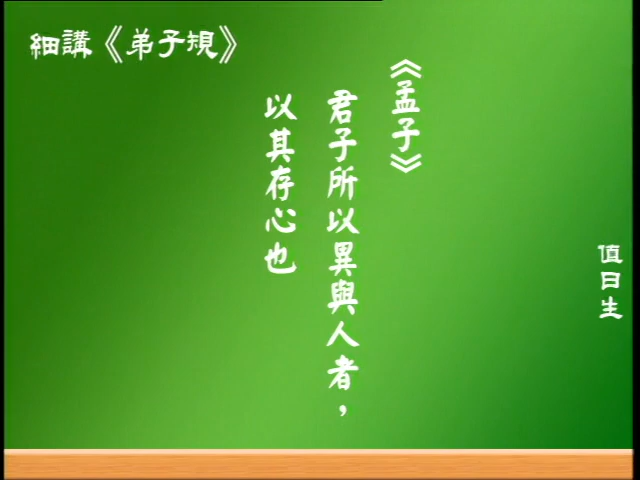 細講《弟子規》
《孟子》
君子所以異與人者，
以其存心也
值日生